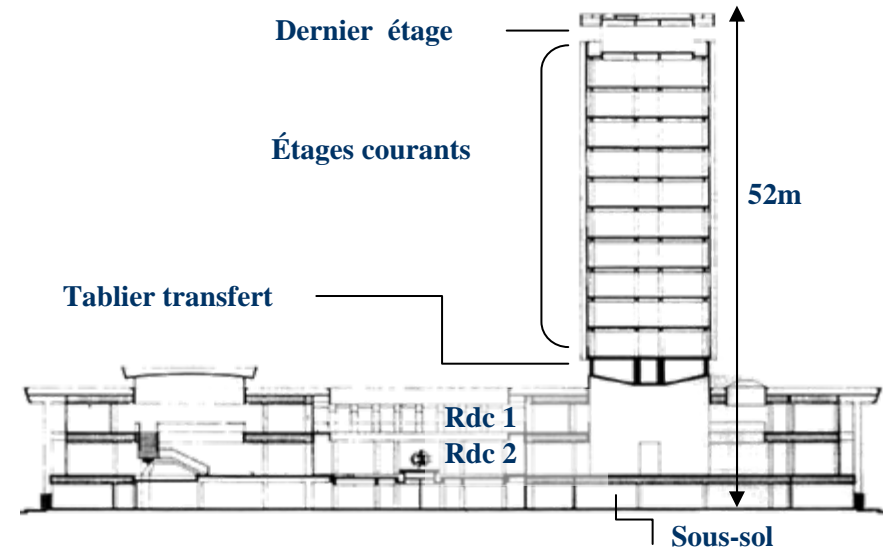 Dernier étage
Étages courants
52m
Tablier transfert
Rdc 1
Rdc 2
Sous-sol